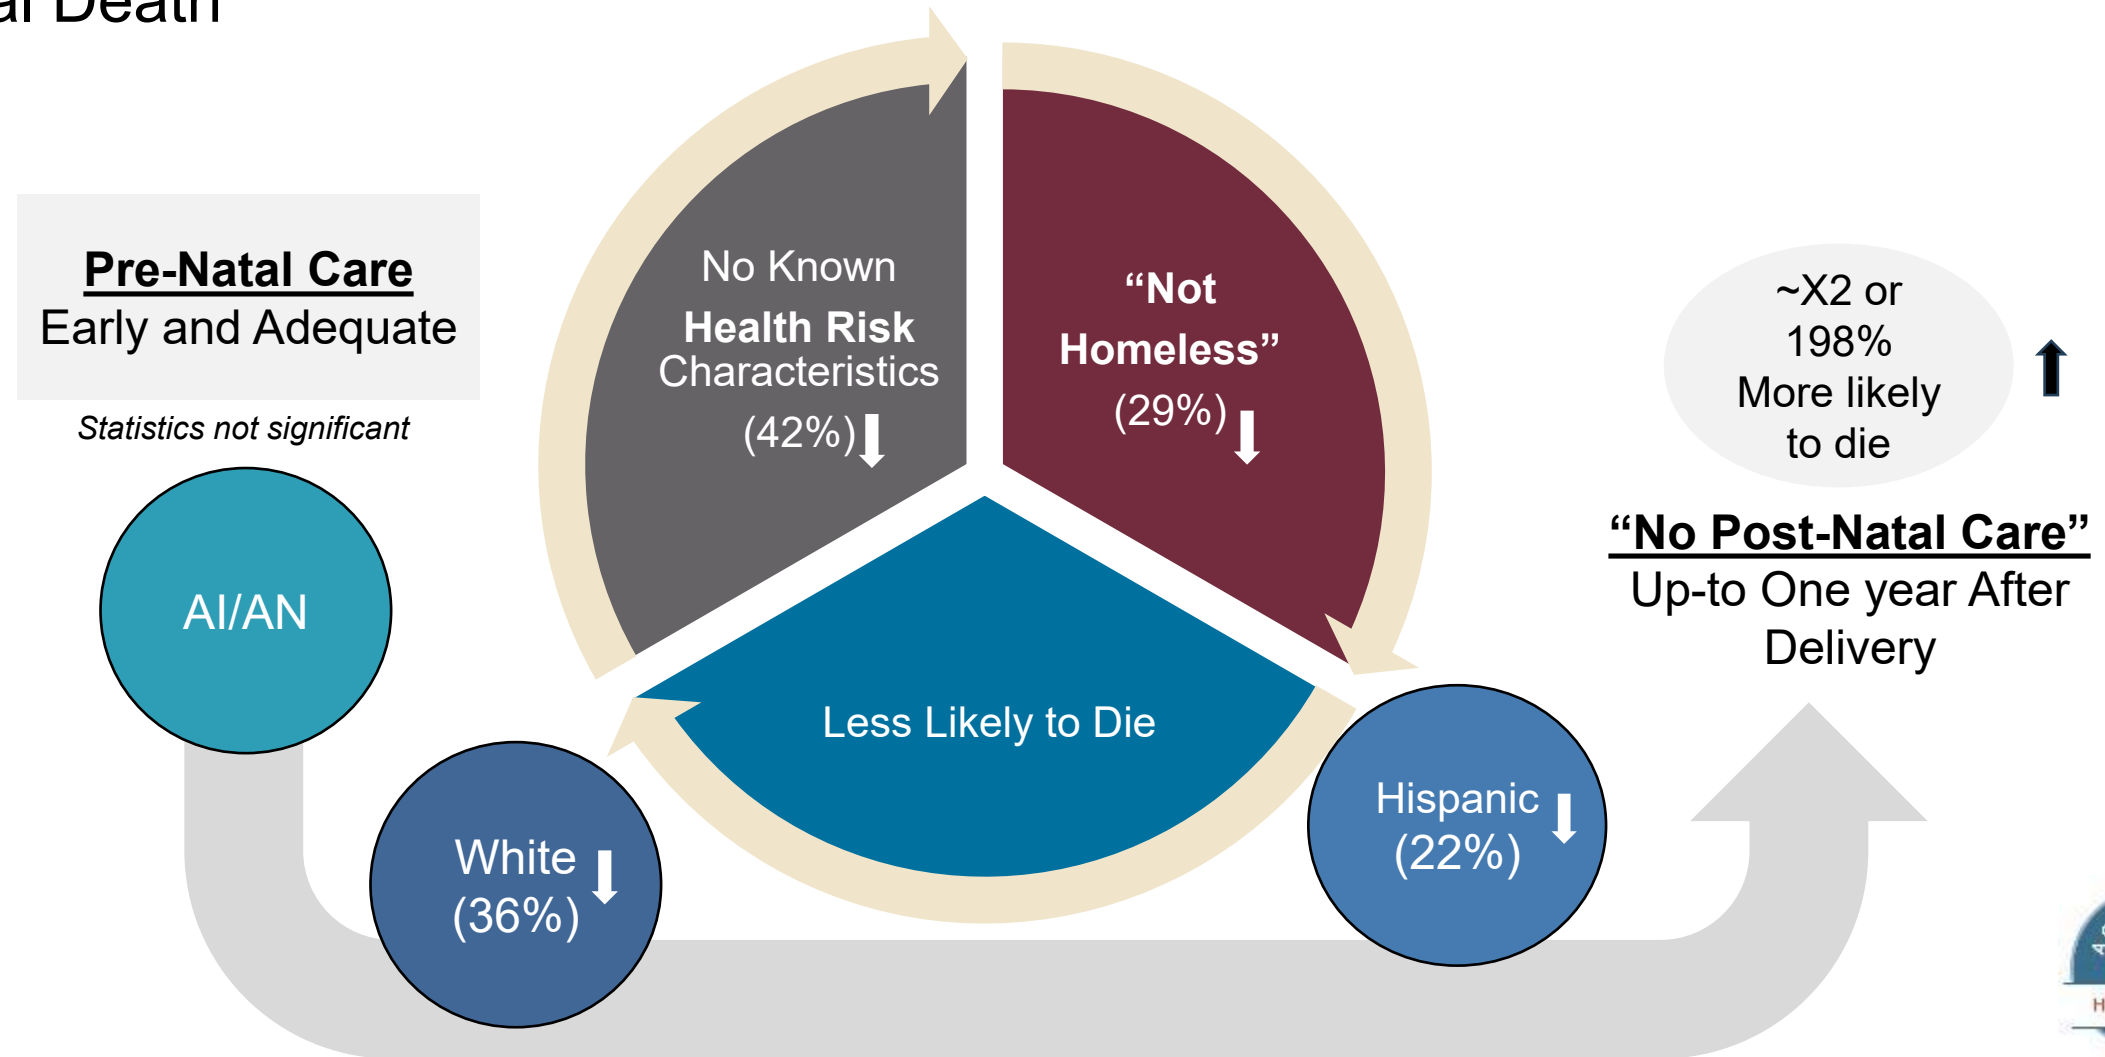 Death
Pre-Natal Care
Early and Adequate
Statistics not significant
AI/AN
White
(36%)
No Known
Health Risk
Characteristics
(42%)
“Not
Homeless”
(29%)
Less Likely to Die
Hispanic
(22%)
~X2 or
198%
More likely
to die
“No Post-Natal Care”
Up-to One year After
Delivery